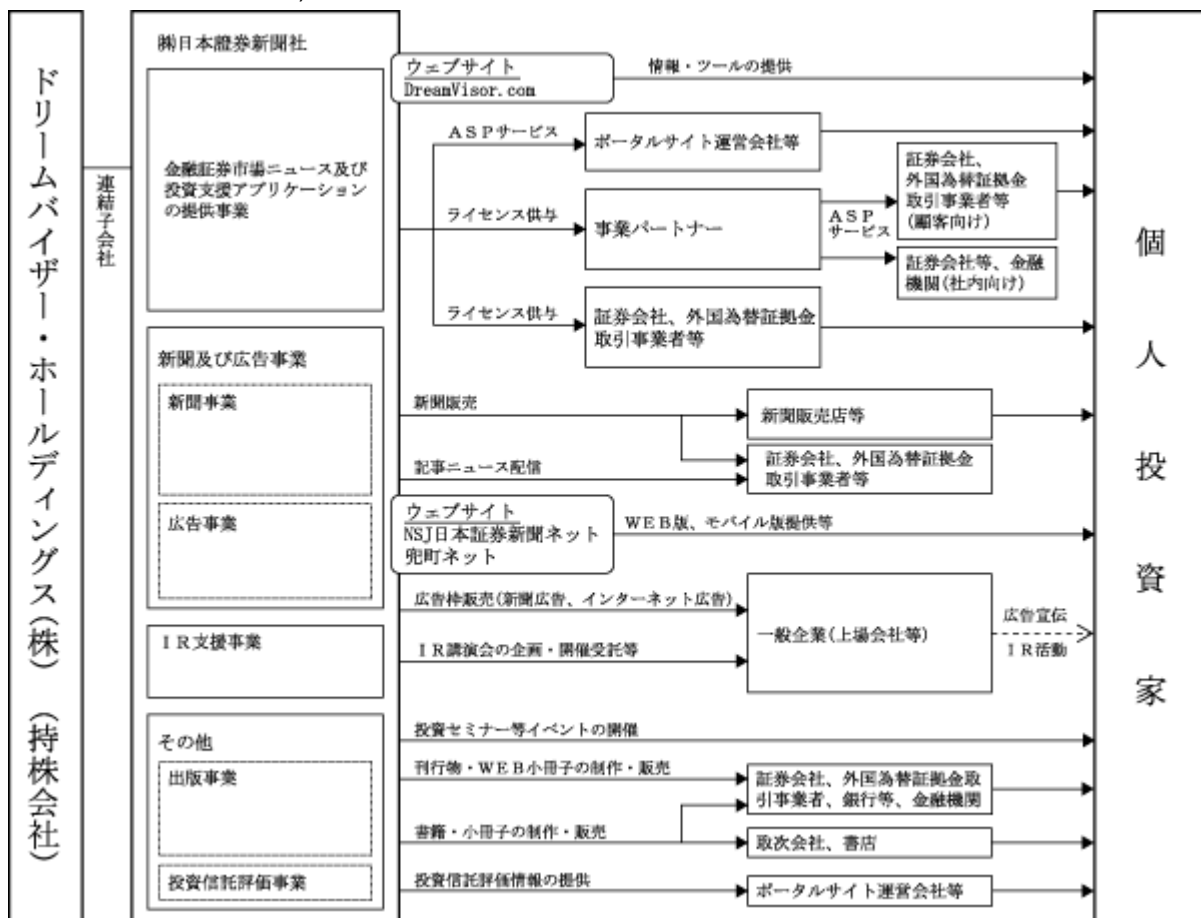 ドリームバイザー・ホールディングス(株)　(持株会社)
連結子会社
㈱日本證券新聞社
金融証券市場ニュース及び
投資支援アプリケーション
の提供事業
ウェブサイト
DreamVisor.com
情報・ツールの提供
ＡＳＰサービス
ポータルサイト運営会社等
ライセンス供与
事業パートナー
ＡＳＰ
サービス
証券会社、
外国為替証拠金
取引事業者等
(顧客向け)
証券会社等、金融
機関(社内向け)
ライセンス供与
証券会社、外国為替証拠金
取引事業者等
新聞及び広告事業
新聞事業
新聞販売
新聞販売店等
記事ニュース配信
証券会社、外国為替証拠金
取引事業者等
広告事業
ウェブサイト
NSJ日本証券新聞ネット
兜町ネット
ＷＥＢ版、モバイル版提供等
広告枠販売(新聞広告、インターネット広告)
一般企業(上場会社等)
広告宣伝
ＩＲ活動
ＩＲ支援事業
ＩＲ講演会の企画・開催受託等
その他
投資セミナー等イベントの開催
出版事業
刊行物・ＷＥＢ小冊子の制作・販売
証券会社、外国為替証拠金取
引事業者、銀行等、金融機関
書籍・小冊子の制作・販売
取次会社、書店
投資信託評価事業
投資信託評価情報の提供
ポータルサイト運営会社等
個人投資家